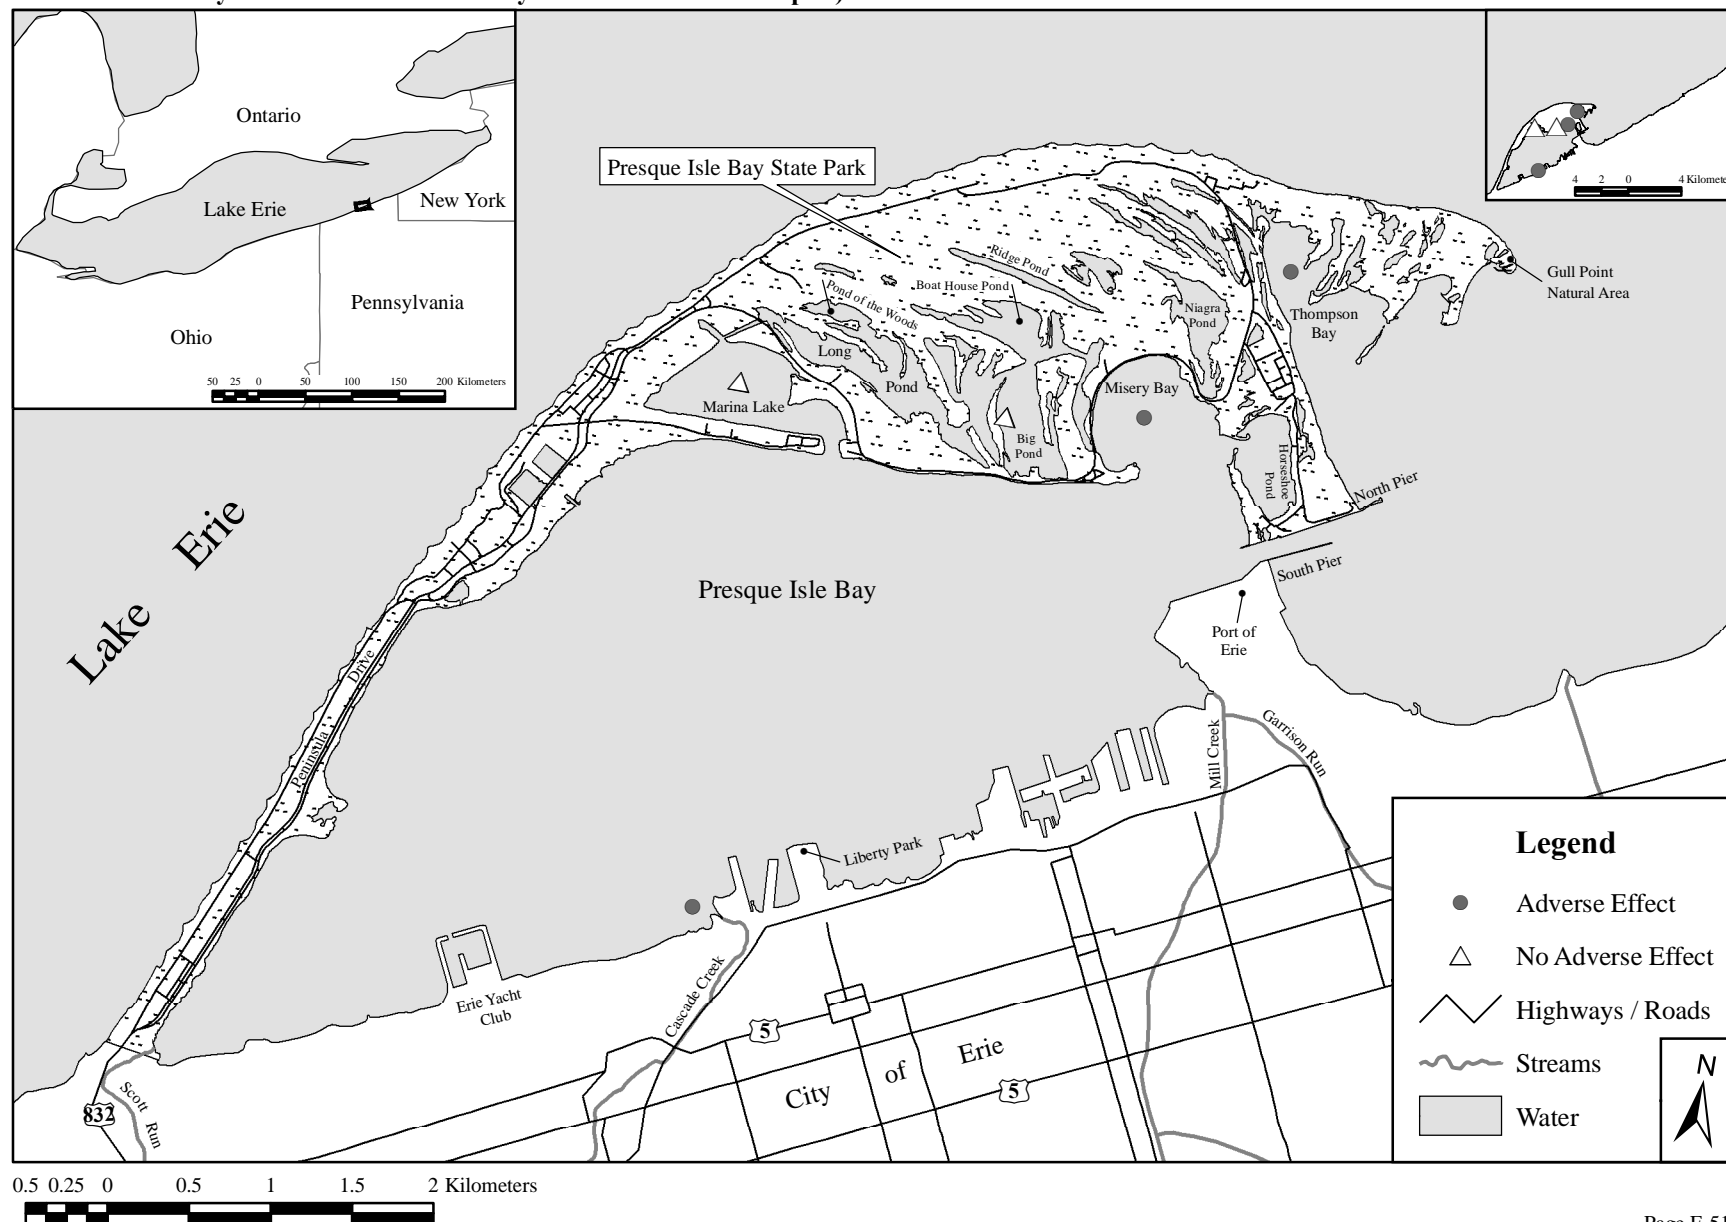 Ontario
Lake Erie
New York
Pennsylvania
Ohio
50 25 0 50 100 150 200 Kilometers
4 2 0 4
Presque Isle Bay State Park
Ridge Pond
Boat House Pond
Pond of the Woods
Long
Pond
Niagra
Pond
Thompson
Bay
Gull Point
Natural Area
Marina Lake
Misery Bay
Big
Pond
Horseshoe
Pond
North Pier
South Pier
Port of
Erie
Lake Erie
Presque Isle Bay
Peninsula Drive
Mill Creek
Garrison Run
Liberty Park
Erie Yacht
Club
Cascade Creek
5
City of Erie
5
832
Scott Run
Legend
Adverse Effect
No Adverse Effect
Highways / Roads
Streams
Water
N
0.5 0.25 0 0.5 1 1.5 2 Kilometers